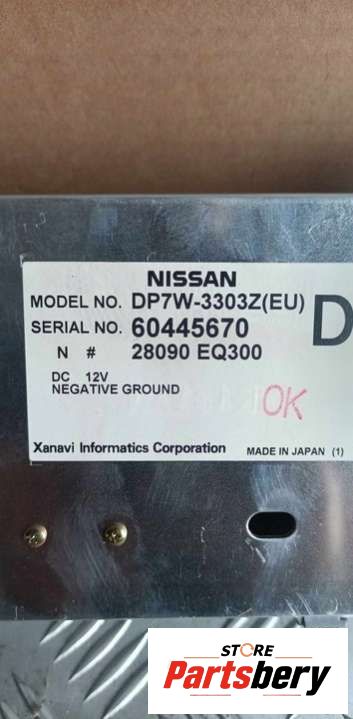 NISSAN
MODEL NO. DP7W-3303Z(EU)
SERIAL NO. 60445670
D
N # 28090 EQ300
DC 12V
NEGATIVE GROUND
OK
Xanavi Informatics Corporation MADE IN JAPAN (1)
STORE
Partsbery